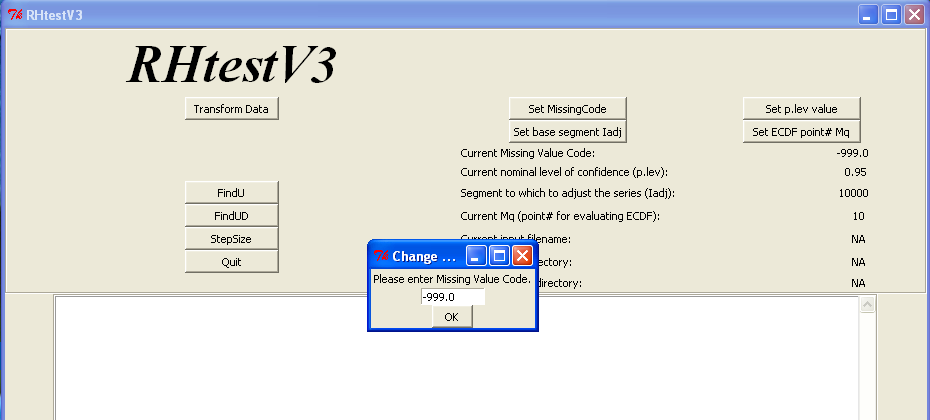 RHtestV3
RHtestV3
Transform Data
Set MissingCode
Set p.lev value
Set base segment Iadj
Set ECDF point# Mq
Current Missing Value Code: -999.0
Current nominal level of confidence (p.lev): 0.95
FindU
Segment to which to adjust the series (Iadj): 10000
FindUD
Current Mq (point# for evaluating ECDF): 10
StepSize
Current input filename: NA
Quit
directory: NA
directory: NA
Change ...
Please enter Missing Value Code.
-999.0
OK